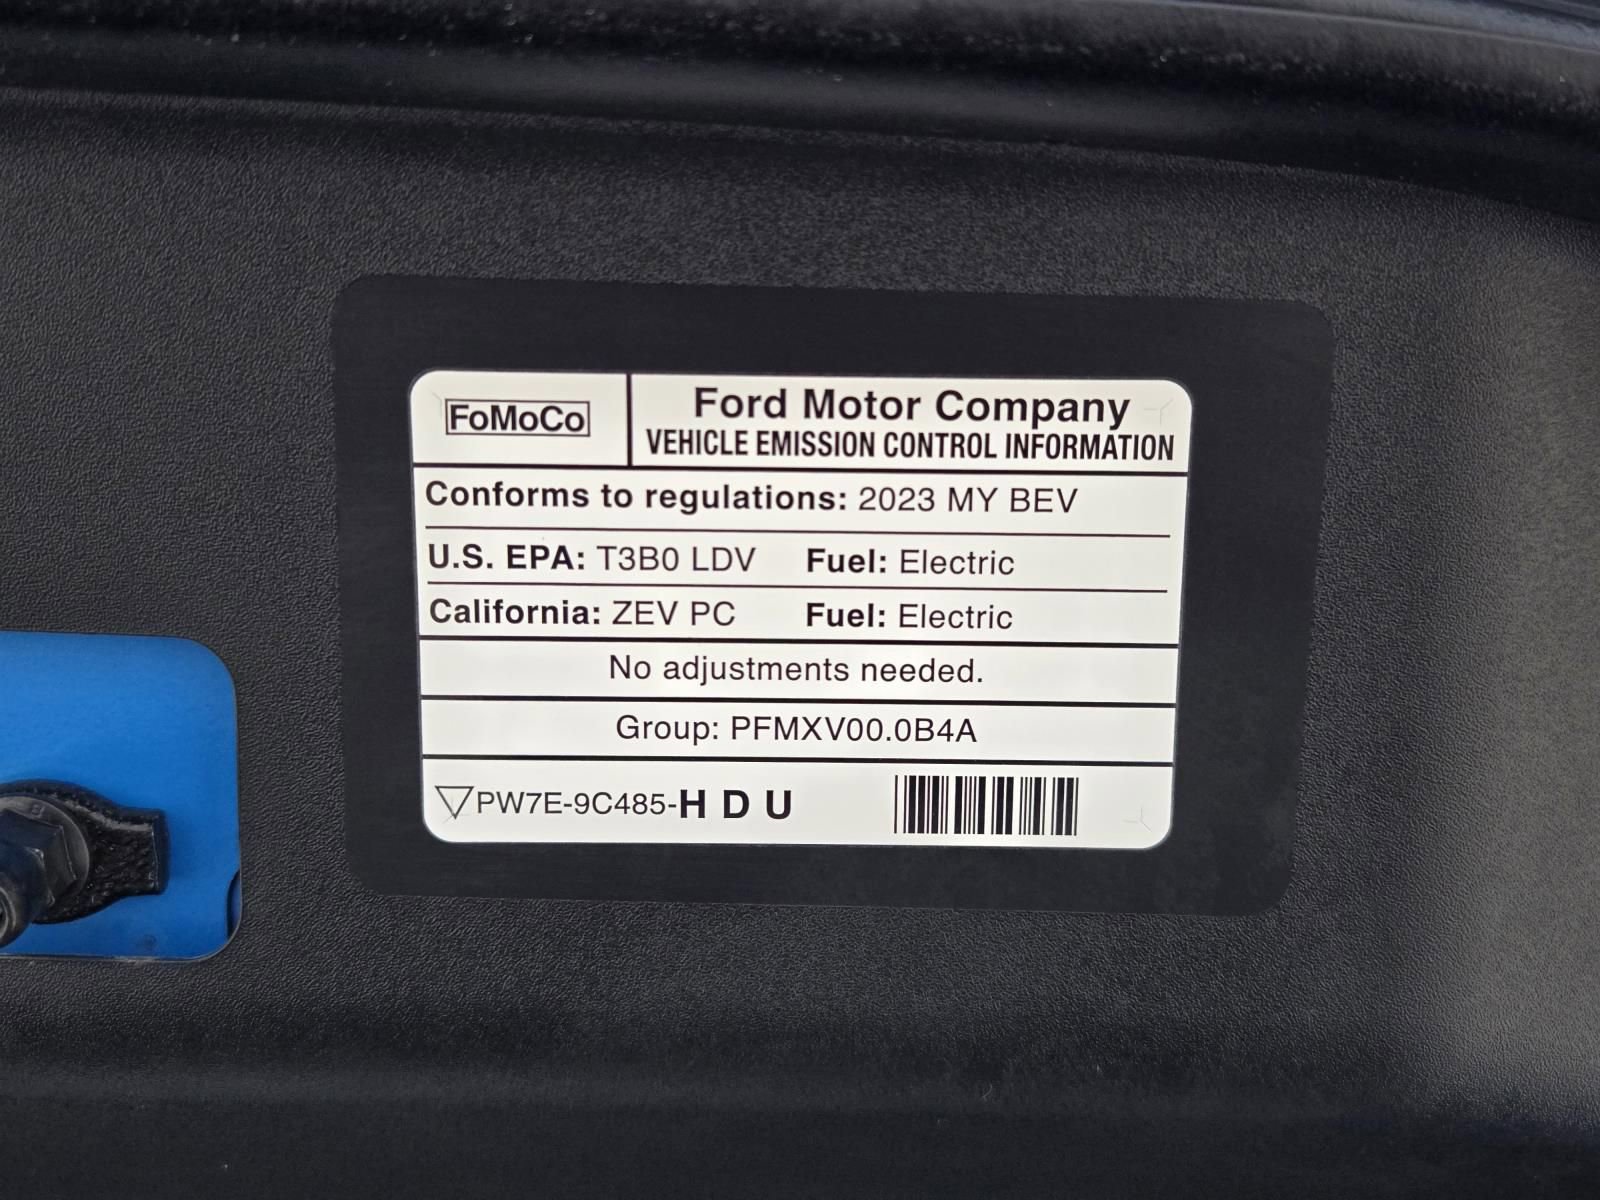 FoMoCo
Ford Motor Company
VEHICLE EMISSION CONTROL INFORMATION
Conforms to regulations: 2023 MY BEV
U.S. EPA: T3B0 LDV Fuel: Electric
California: ZEV PC Fuel: Electric
No adjustments needed.
Group: PFMXV00.0B4A
PW7E-9C485-H D U